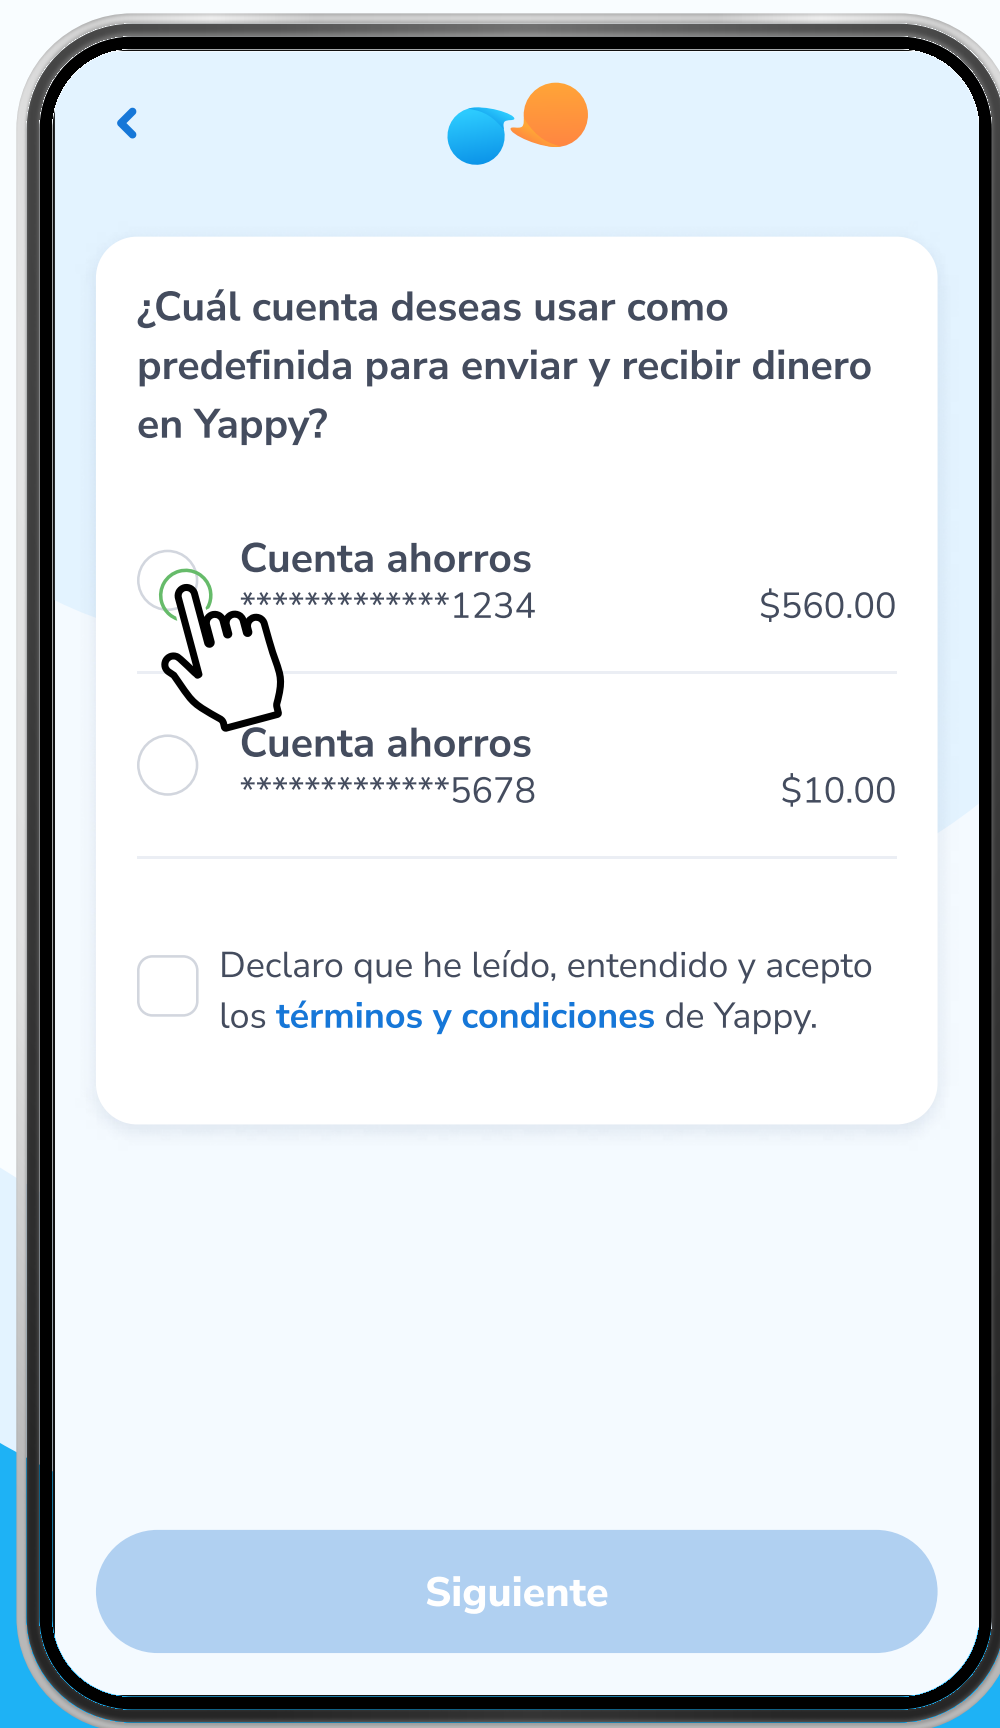 ¿Cuál cuenta deseas usar como
predefinida para enviar y recibir dinero
en Yappy?
Cuenta ahorros
*************1234 $560.00
Cuenta ahorros
*************5678 $10.00
Declaro que he leído, entendido y acepto
los términos y condiciones de Yappy.
Siguiente